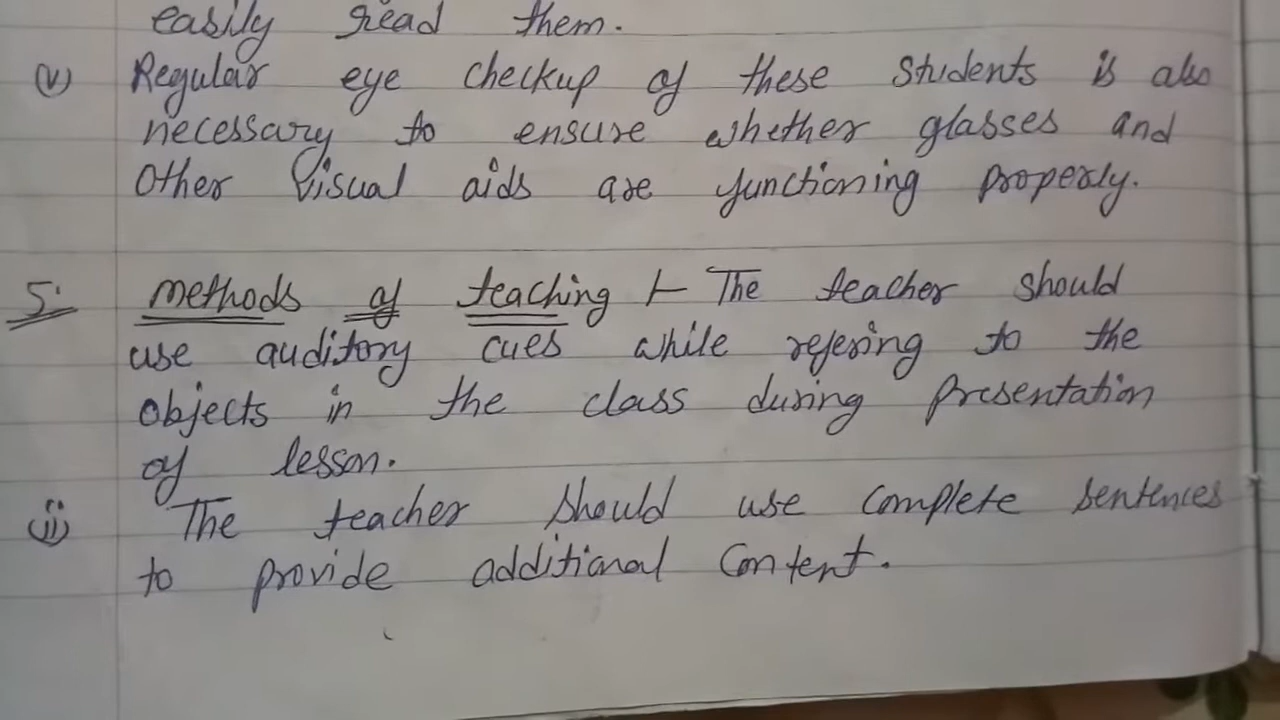 easily read them.
(v) Regular eye checkup of these students is also
necessary to ensure whether glasses and
Other Visual aids are functioning properly.
5. methods of teaching :- The teacher should
use auditory cues while refering to the
objects in the class during Presentation
of lesson.
(ii) The teacher should use complete sentences
to provide additional Content.